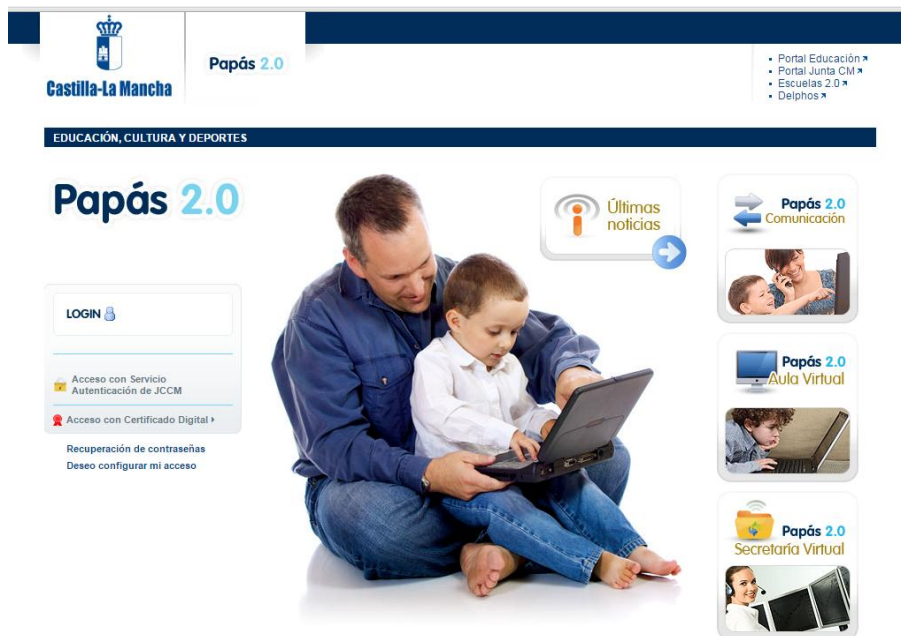 Castilla-La Mancha
Papás 2.0
Portal Educación
Portal Junta CM
Escuelas 2.0
Delphos
EDUCACIÓN, CULTURA Y DEPORTES
Papás 2.0
LOGIN
Acceso con Servicio
Autenticación de JCCM
Acceso con Certificado Digital
Recuperación de contraseñas
Deseo configurar mi acceso
Últimas
noticias
Papás 2.0
Comunicación
Papás 2.0
Aula Virtual
Papás 2.0
Secretaría Virtual